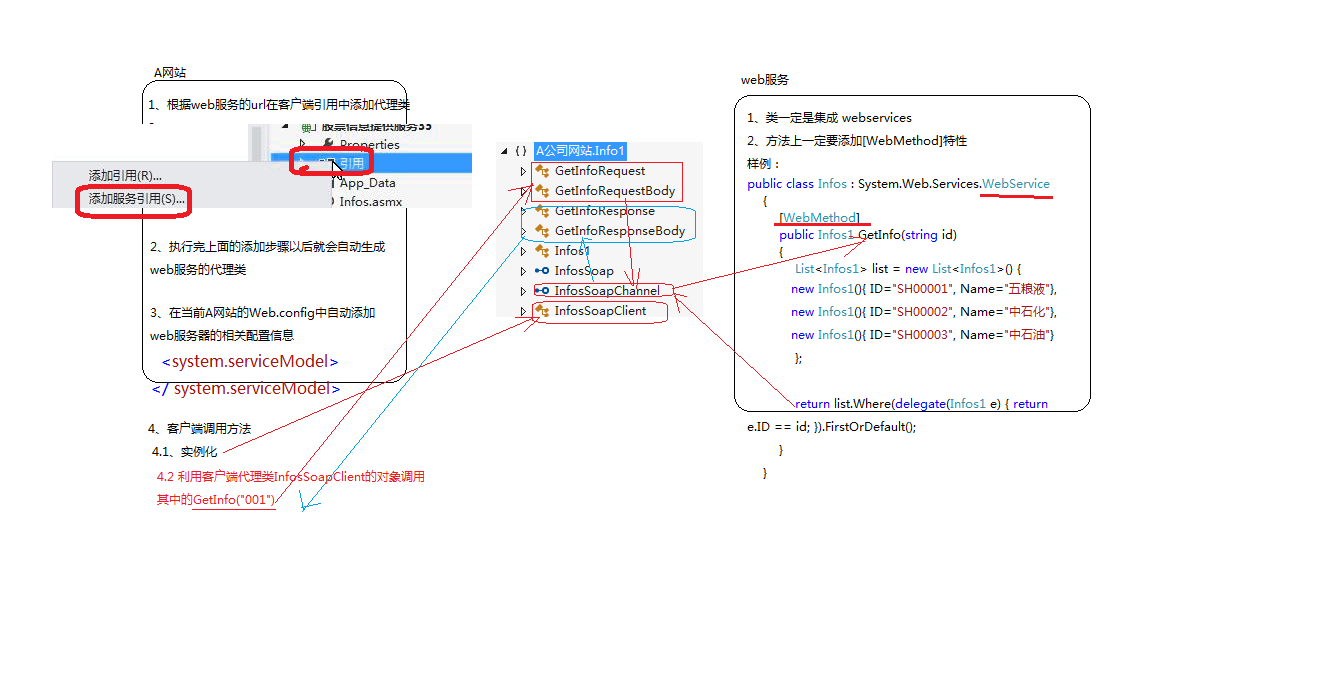 A网站
1、根据web服务的url在客户端引用中添加代理类
股票信息提供服务33
Properties
引用
App_Data
Infos.asmx
添加引用(R)...
添加服务引用(S)...
2、执行完上面的添加步骤以后就会自动生成
web服务的代理类
3、在当前A网站的Web.config中自动添加
web服务器的相关配置信息
<system.serviceModel>
</ system.serviceModel>
4、客户端调用方法
4.1、实例化
4.2 利用客户端代理类InfosSoapClient的对象调用
其中的GetInfo("001")
{} A公司网站.Info1
GetInfoRequest
GetInfoRequestBody
GetInfoResponse
GetInfoResponseBody
Infos1
InfosSoap
InfosSoapChannel
InfosSoapClient
web服务
1、类一定是集成 webservices
2、方法上一定要添加[WebMethod]特性
样例：
public class Infos : System.Web.Services.WebService
{
[WebMethod]
public Infos1 GetInfo(string id)
{
List<Infos1> list = new List<Infos1>() {
new Infos1(){ ID="SH00001", Name="五粮液"},
new Infos1(){ ID="SH00002", Name="中石化"},
new Infos1(){ ID="SH00003", Name="中石油"}
};
return list.Where(delegate(Infos1 e) { return
e.ID == id; }).FirstOrDefault();
}
}